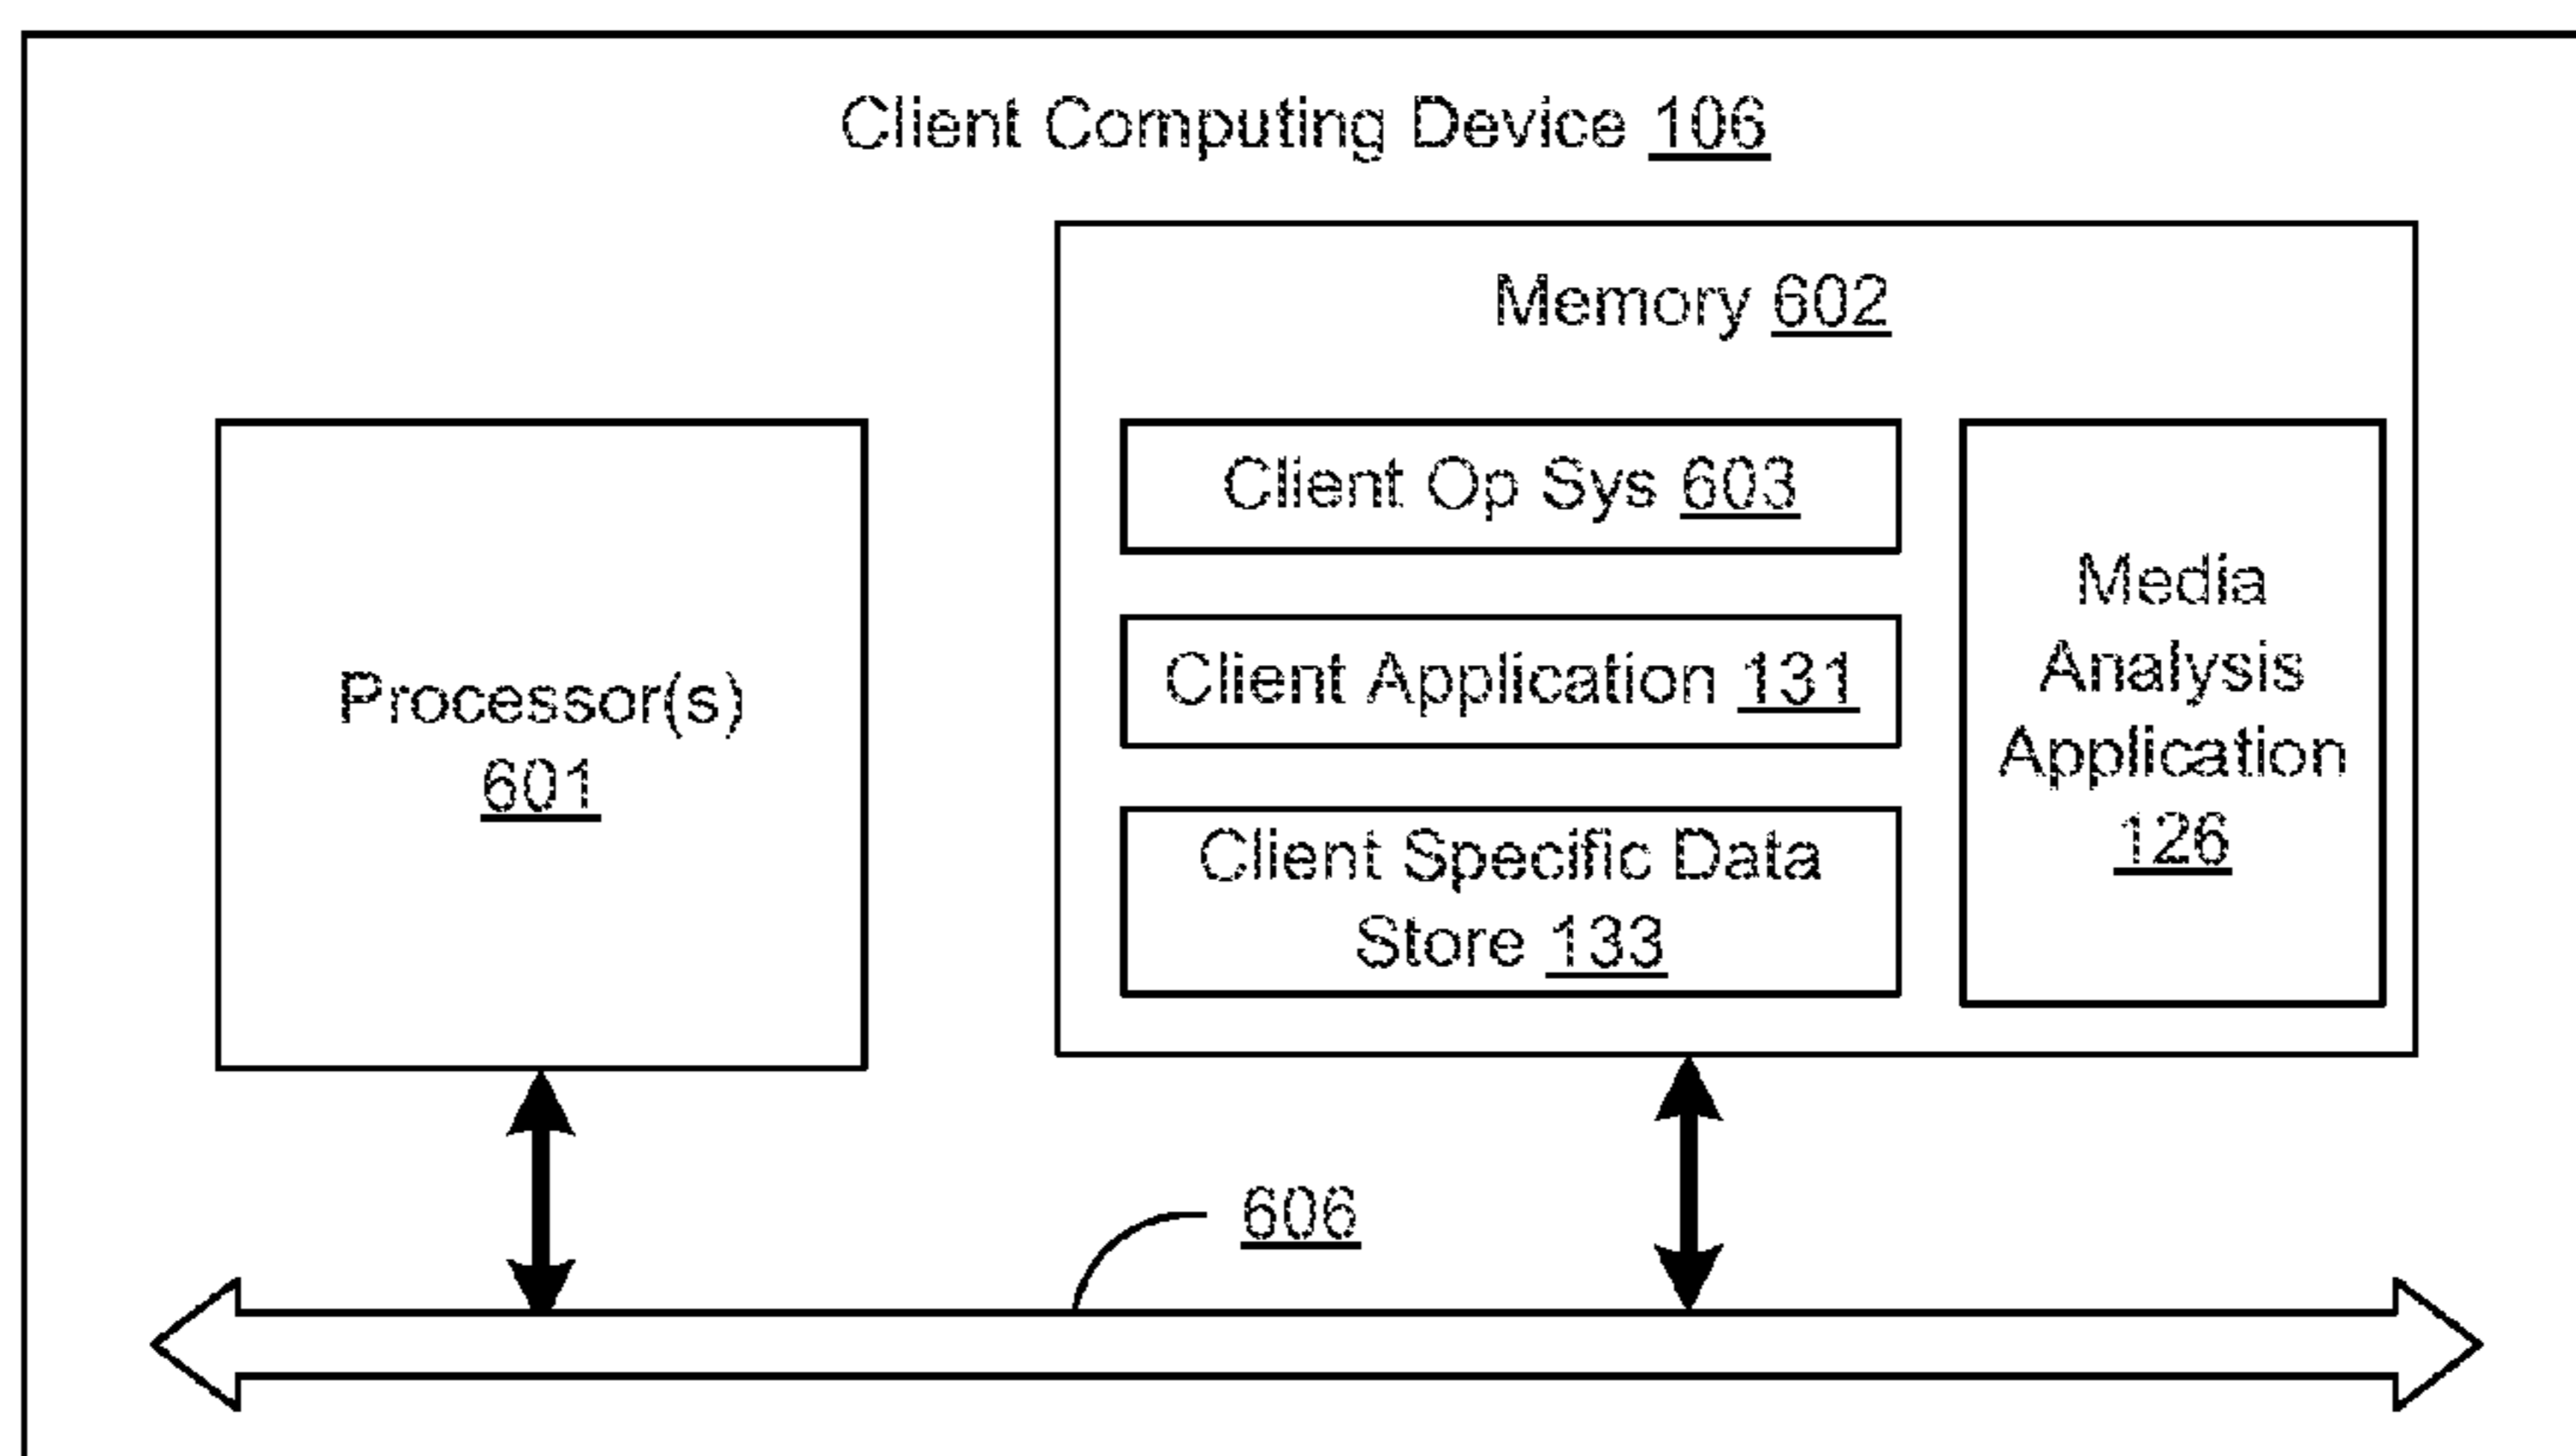 Client Computing Device 106
Memory 602
Processor(s)
601
Client Op Sys 603
Client Application 131
Client Specific Data
Store 133
Media
Analysis
Application
126
606